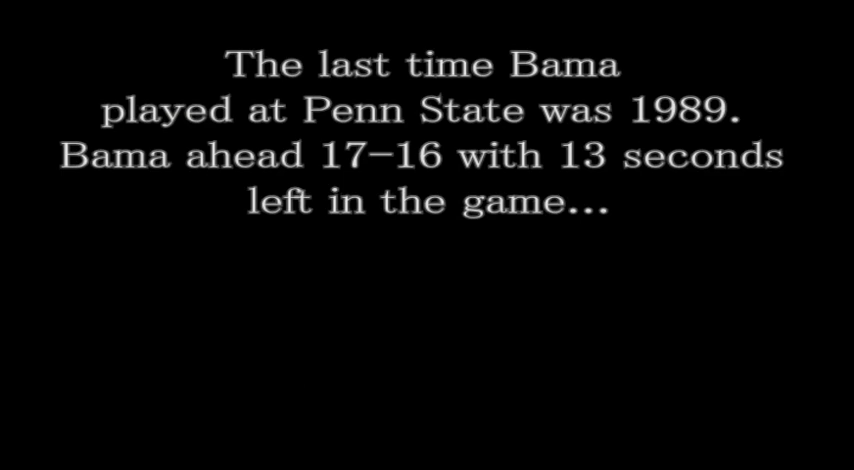 The last time Bama
played at Penn State was 1989.
Bama ahead 17–16 with 13 seconds
left in the game...